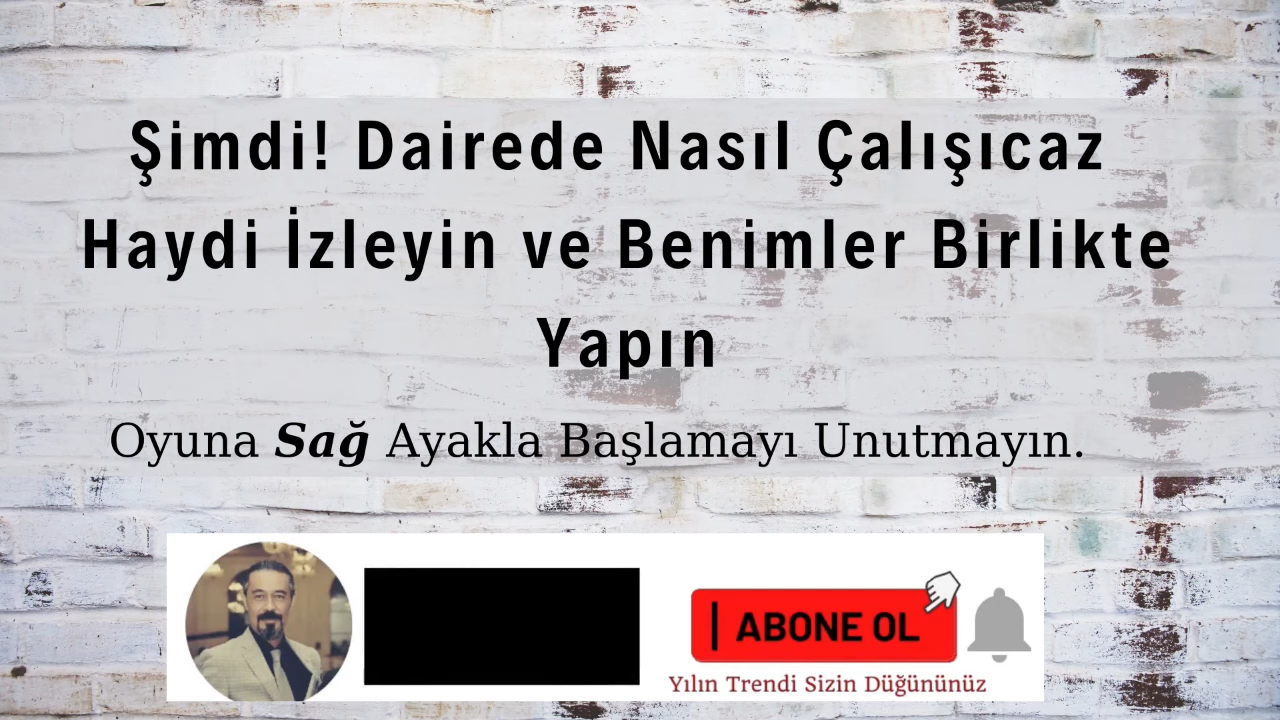 Şimdi! Dairede Nasıl Çalışıcaz
Haydi İzleyin ve Benimler Birlikte
Yapın
Oyuna Sağ Ayakla Başlamayı Unutmayın.
ABONE OL
Yılın Trendi Sizin Düğününüz